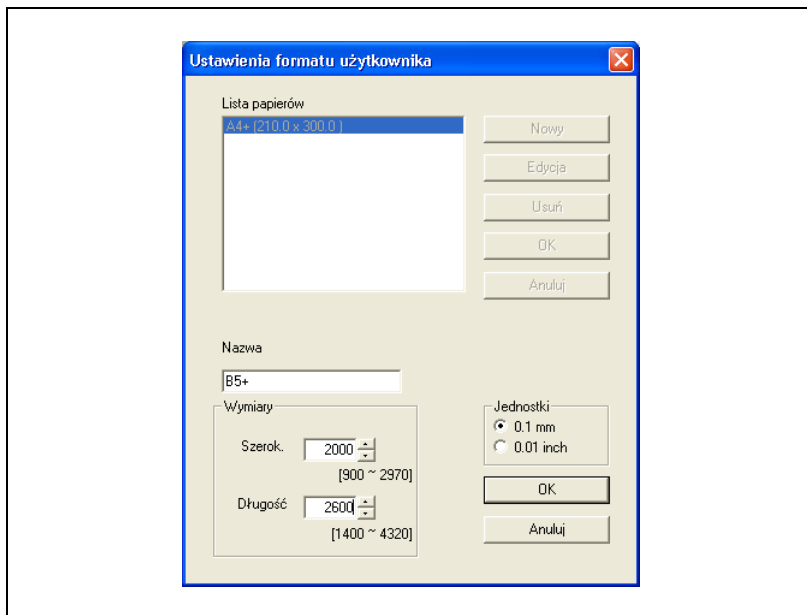 Ustawienia formatu użytkownika
Lista papierów
A4+ (210.0 x 300.0 )
Nowy
Edycja
Usuń
OK
Anuluj
Nazwa
B5+
Wymiary
Szerok. 2000
[900 ~ 2970]
Długość 2600
[1400 ~ 4320]
Jednostki
0.1 mm
0.01 inch
OK
Anuluj